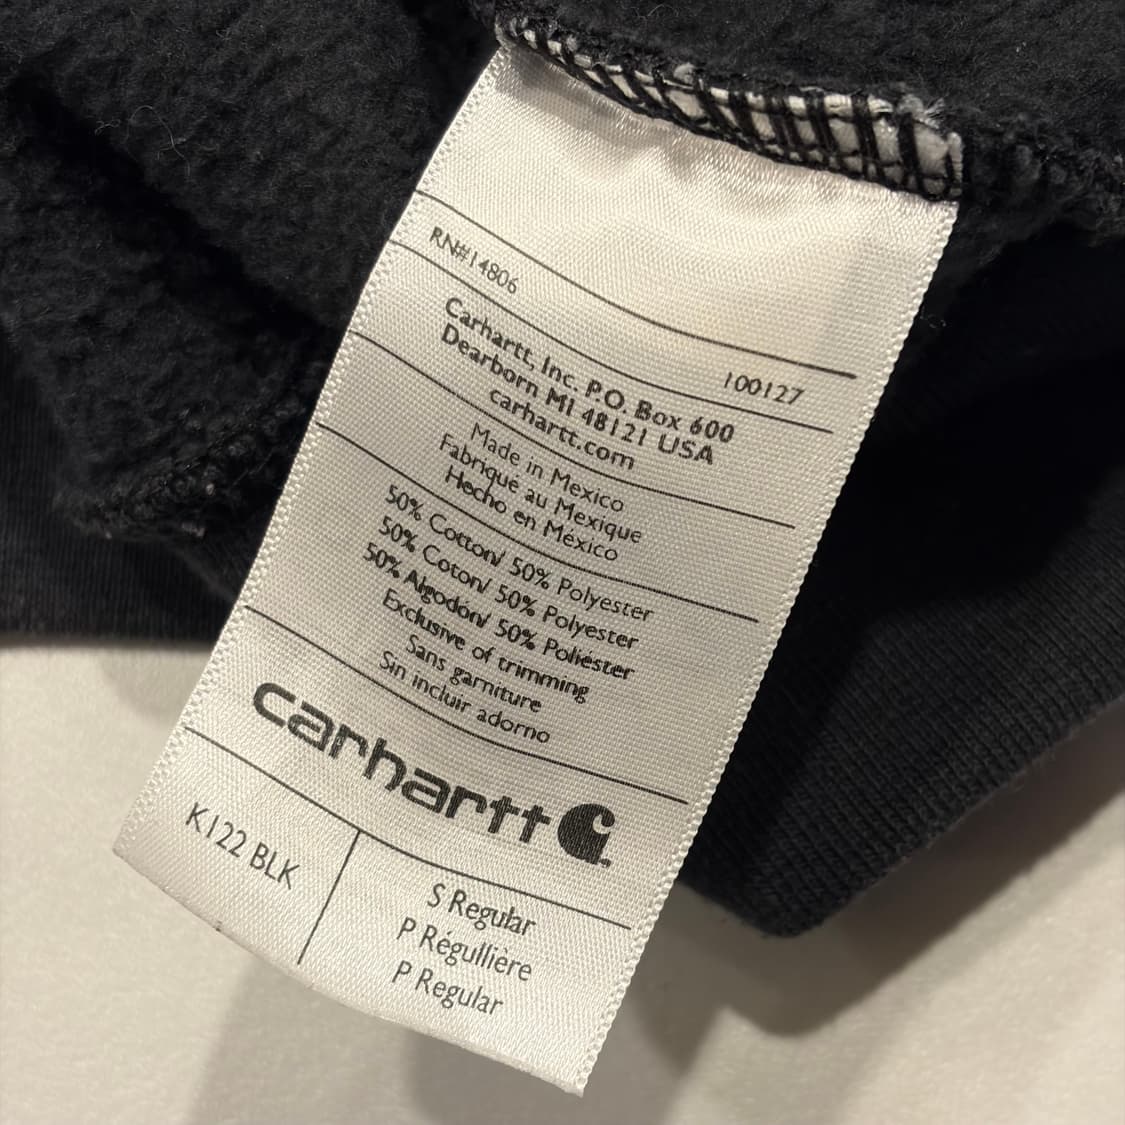 RN#14806
100127
Carhartt, Inc. P.O. Box 600
Dearborn MI 48121 USA
carhartt.com
Made in Mexico
Fabriqué au Mexique
Hecho en México
50% Cotton/ 50% Polyester
50% Coton/ 50% Polyester
50% Algodón/ 50% Poliéster
Exclusive of trimming
Sans garniture
Sin incluir adorno
carhartt
K122 BLK
S Regular
P Régullière
P Regular